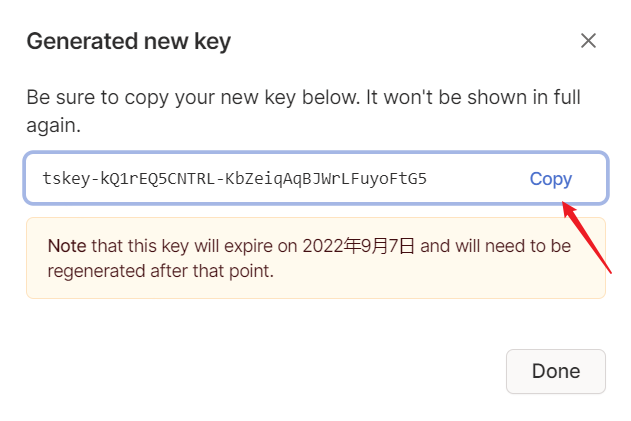 Generated new key
Be sure to copy your new key below. It won't be shown in full
again.
tskey-kQ1rEQ5CNTRL-KbZeiqAqBJWrLFuyoFtG5
Copy
Note that this key will expire on 2022年9月7日 and will need to be
regenerated after that point.
Done